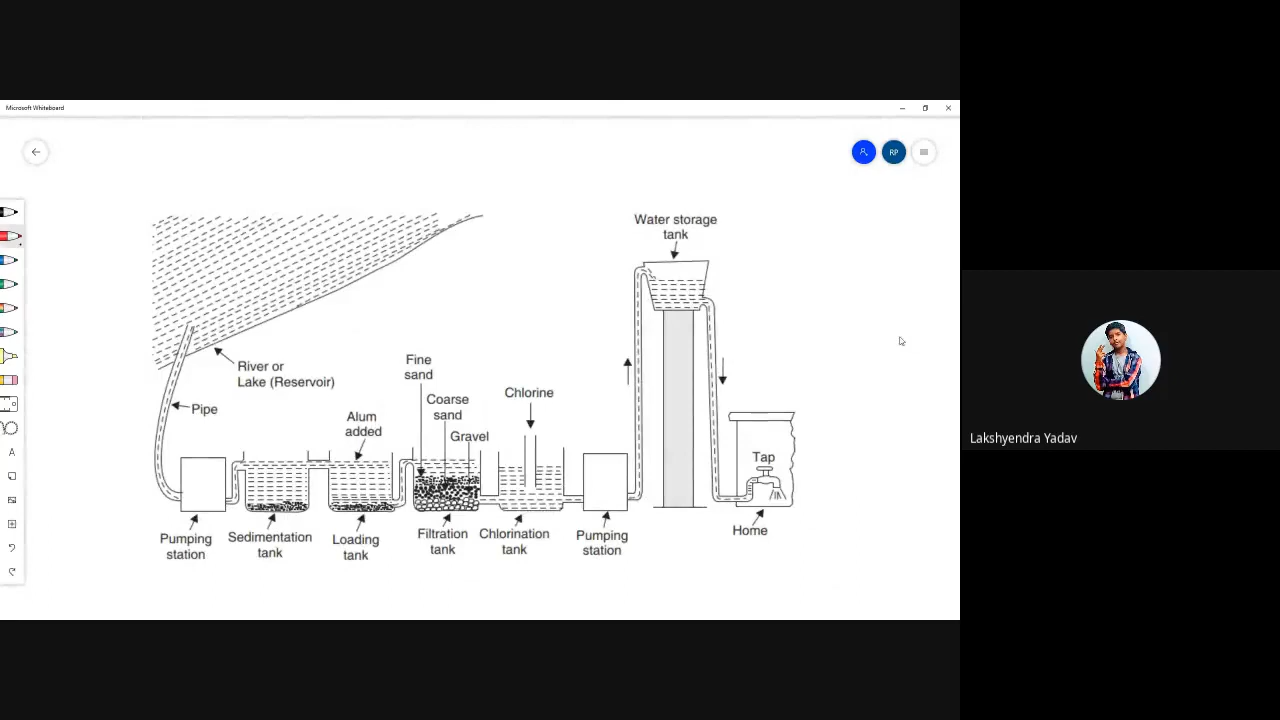 Microsoft Whiteboard
RP
Water storage
tank
River or
Lake (Reservoir)
Pipe
Fine
sand
Coarse
sand
Gravel
Chlorine
Alum
added
Tap
Pumping
station
Sedimentation
tank
Loading
tank
Filtration
tank
Chlorination
tank
Pumping
station
Home
A
Lakshyendra Yadav